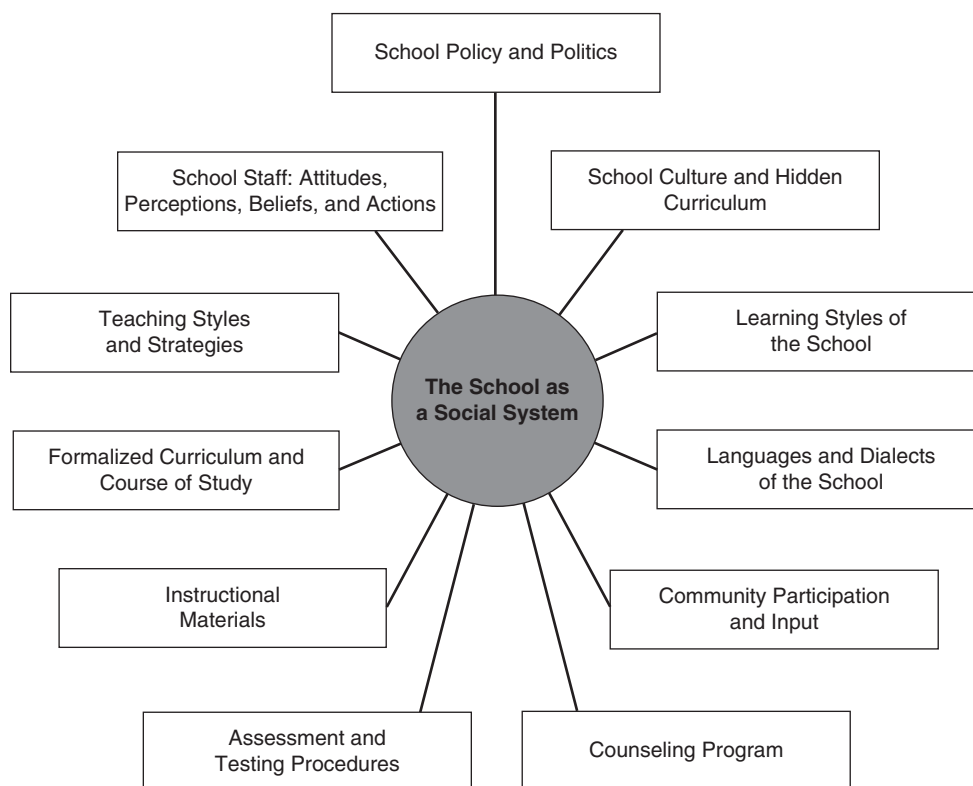 School Policy and Politics
School Staff: Attitudes,
Perceptions, Beliefs, and Actions
School Culture and Hidden
Curriculum
Teaching Styles
and Strategies
Learning Styles of
the School
The School as
a Social System
Formalized Curriculum and
Course of Study
Languages and Dialects
of the School
Instructional
Materials
Community Participation
and Input
Assessment and
Testing Procedures
Counseling Program